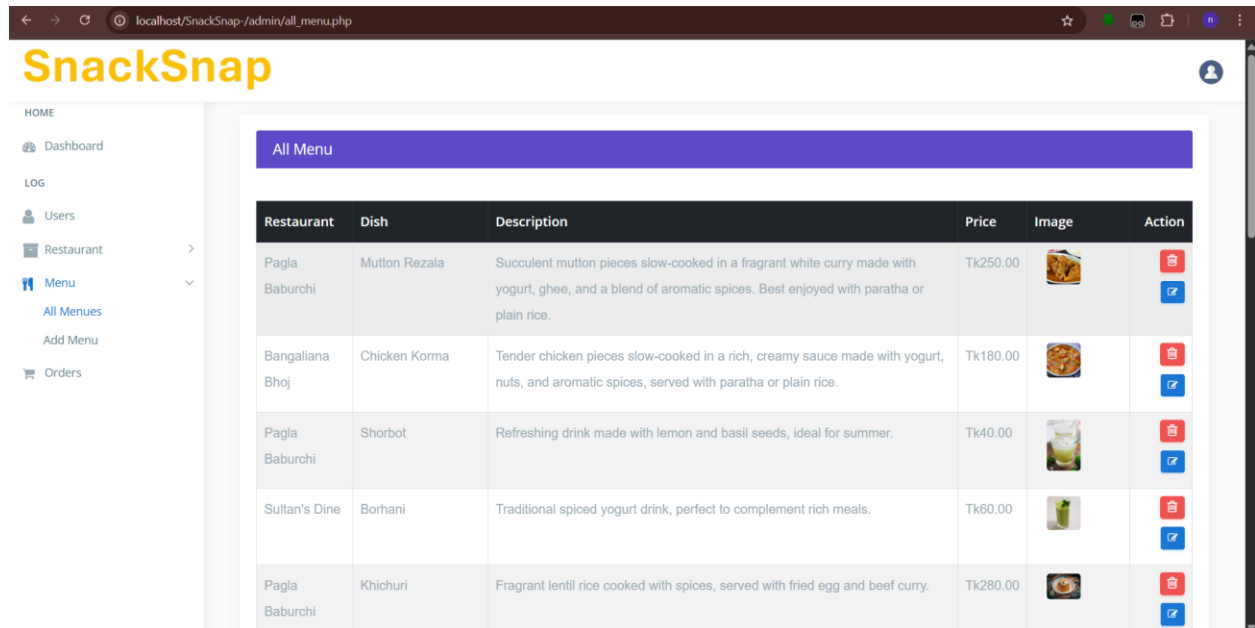 localhost/SnackSnap-/admin/all_menu.php
n
SnackSnap
HOME
Dashboard
LOG
Users
Restaurant
Menu
All Menues
Add Menu
Orders
All Menu
Restaurant Dish Description Price Image Action
Pagla Mutton Rezala Succulent mutton pieces slow-cooked in a fragrant white curry made with Tk250.00
Baburchi yogurt, ghee, and a blend of aromatic spices. Best enjoyed with paratha or
plain rice.
Bangaliana Chicken Korma Tender chicken pieces slow-cooked in a rich, creamy sauce made with yogurt, Tk180.00
Bhoj nuts, and aromatic spices, served with paratha or plain rice.
Pagla Shorbot Refreshing drink made with lemon and basil seeds, ideal for summer. Tk40.00
Baburchi
Sultan's Dine Borhani Traditional spiced yogurt drink, perfect to complement rich meals. Tk60.00
Pagla Khichuri Fragrant lentil rice cooked with spices, served with fried egg and beef curry. Tk280.00
Baburchi